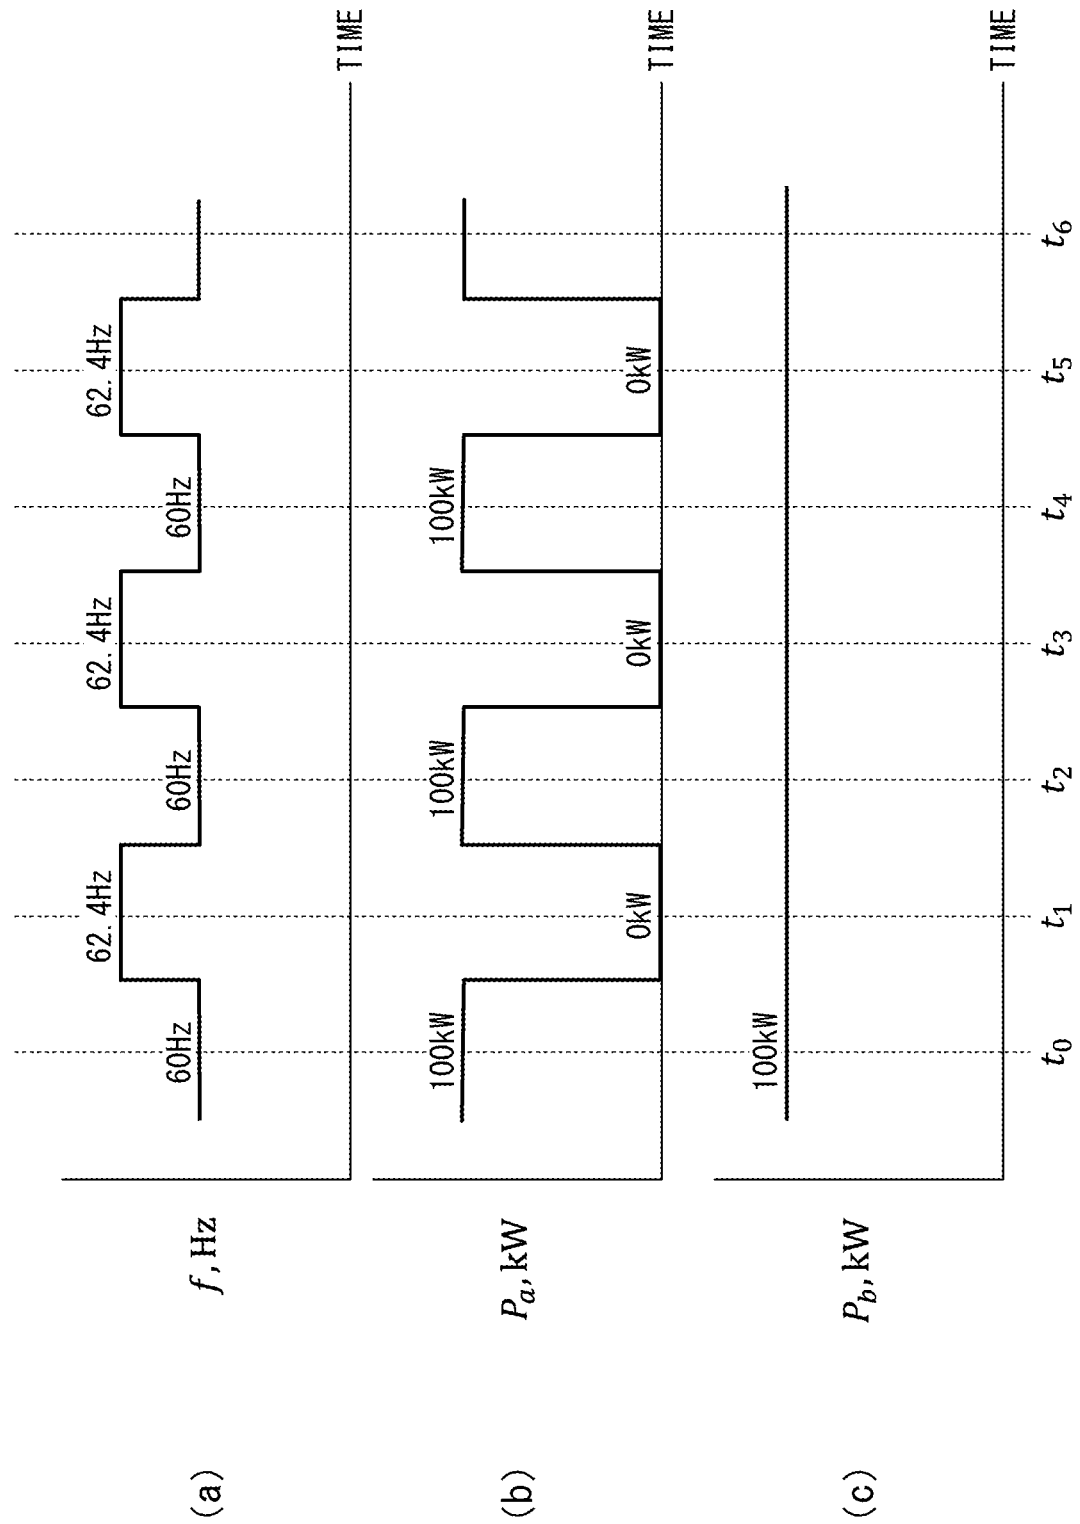 (a)
f, Hz
60Hz
62.4Hz
60Hz
62.4Hz
60Hz
62.4Hz
TIME
(b)
Pa, kW
100kW
0kW
100kW
0kW
100kW
0kW
TIME
(c)
Pb, kW
100kW
TIME
t0 t1 t2 t3 t4 t5 t6